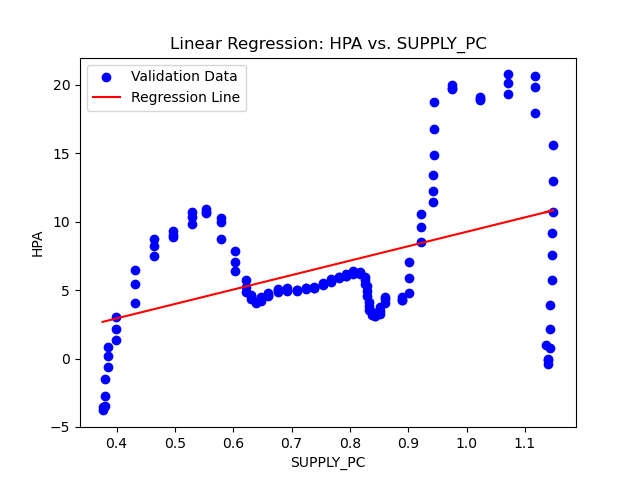 Linear Regression: HPA vs. SUPPLY_PC
Validation Data
Regression Line
HPA
20
15
10
5
0
−5
0.4 0.5 0.6 0.7 0.8 0.9 1.0 1.1
SUPPLY_PC